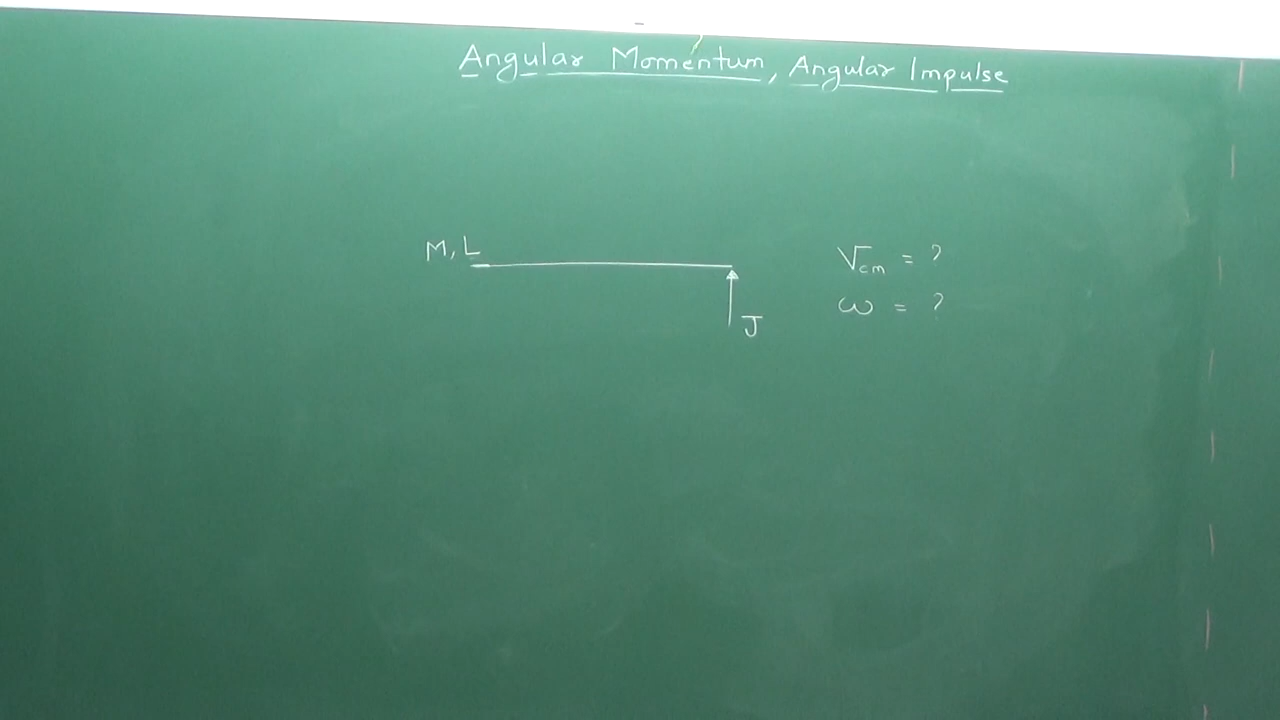 Angular Momentum, Angular Impulse
M, L
J
Vcm = ?
ω = ?